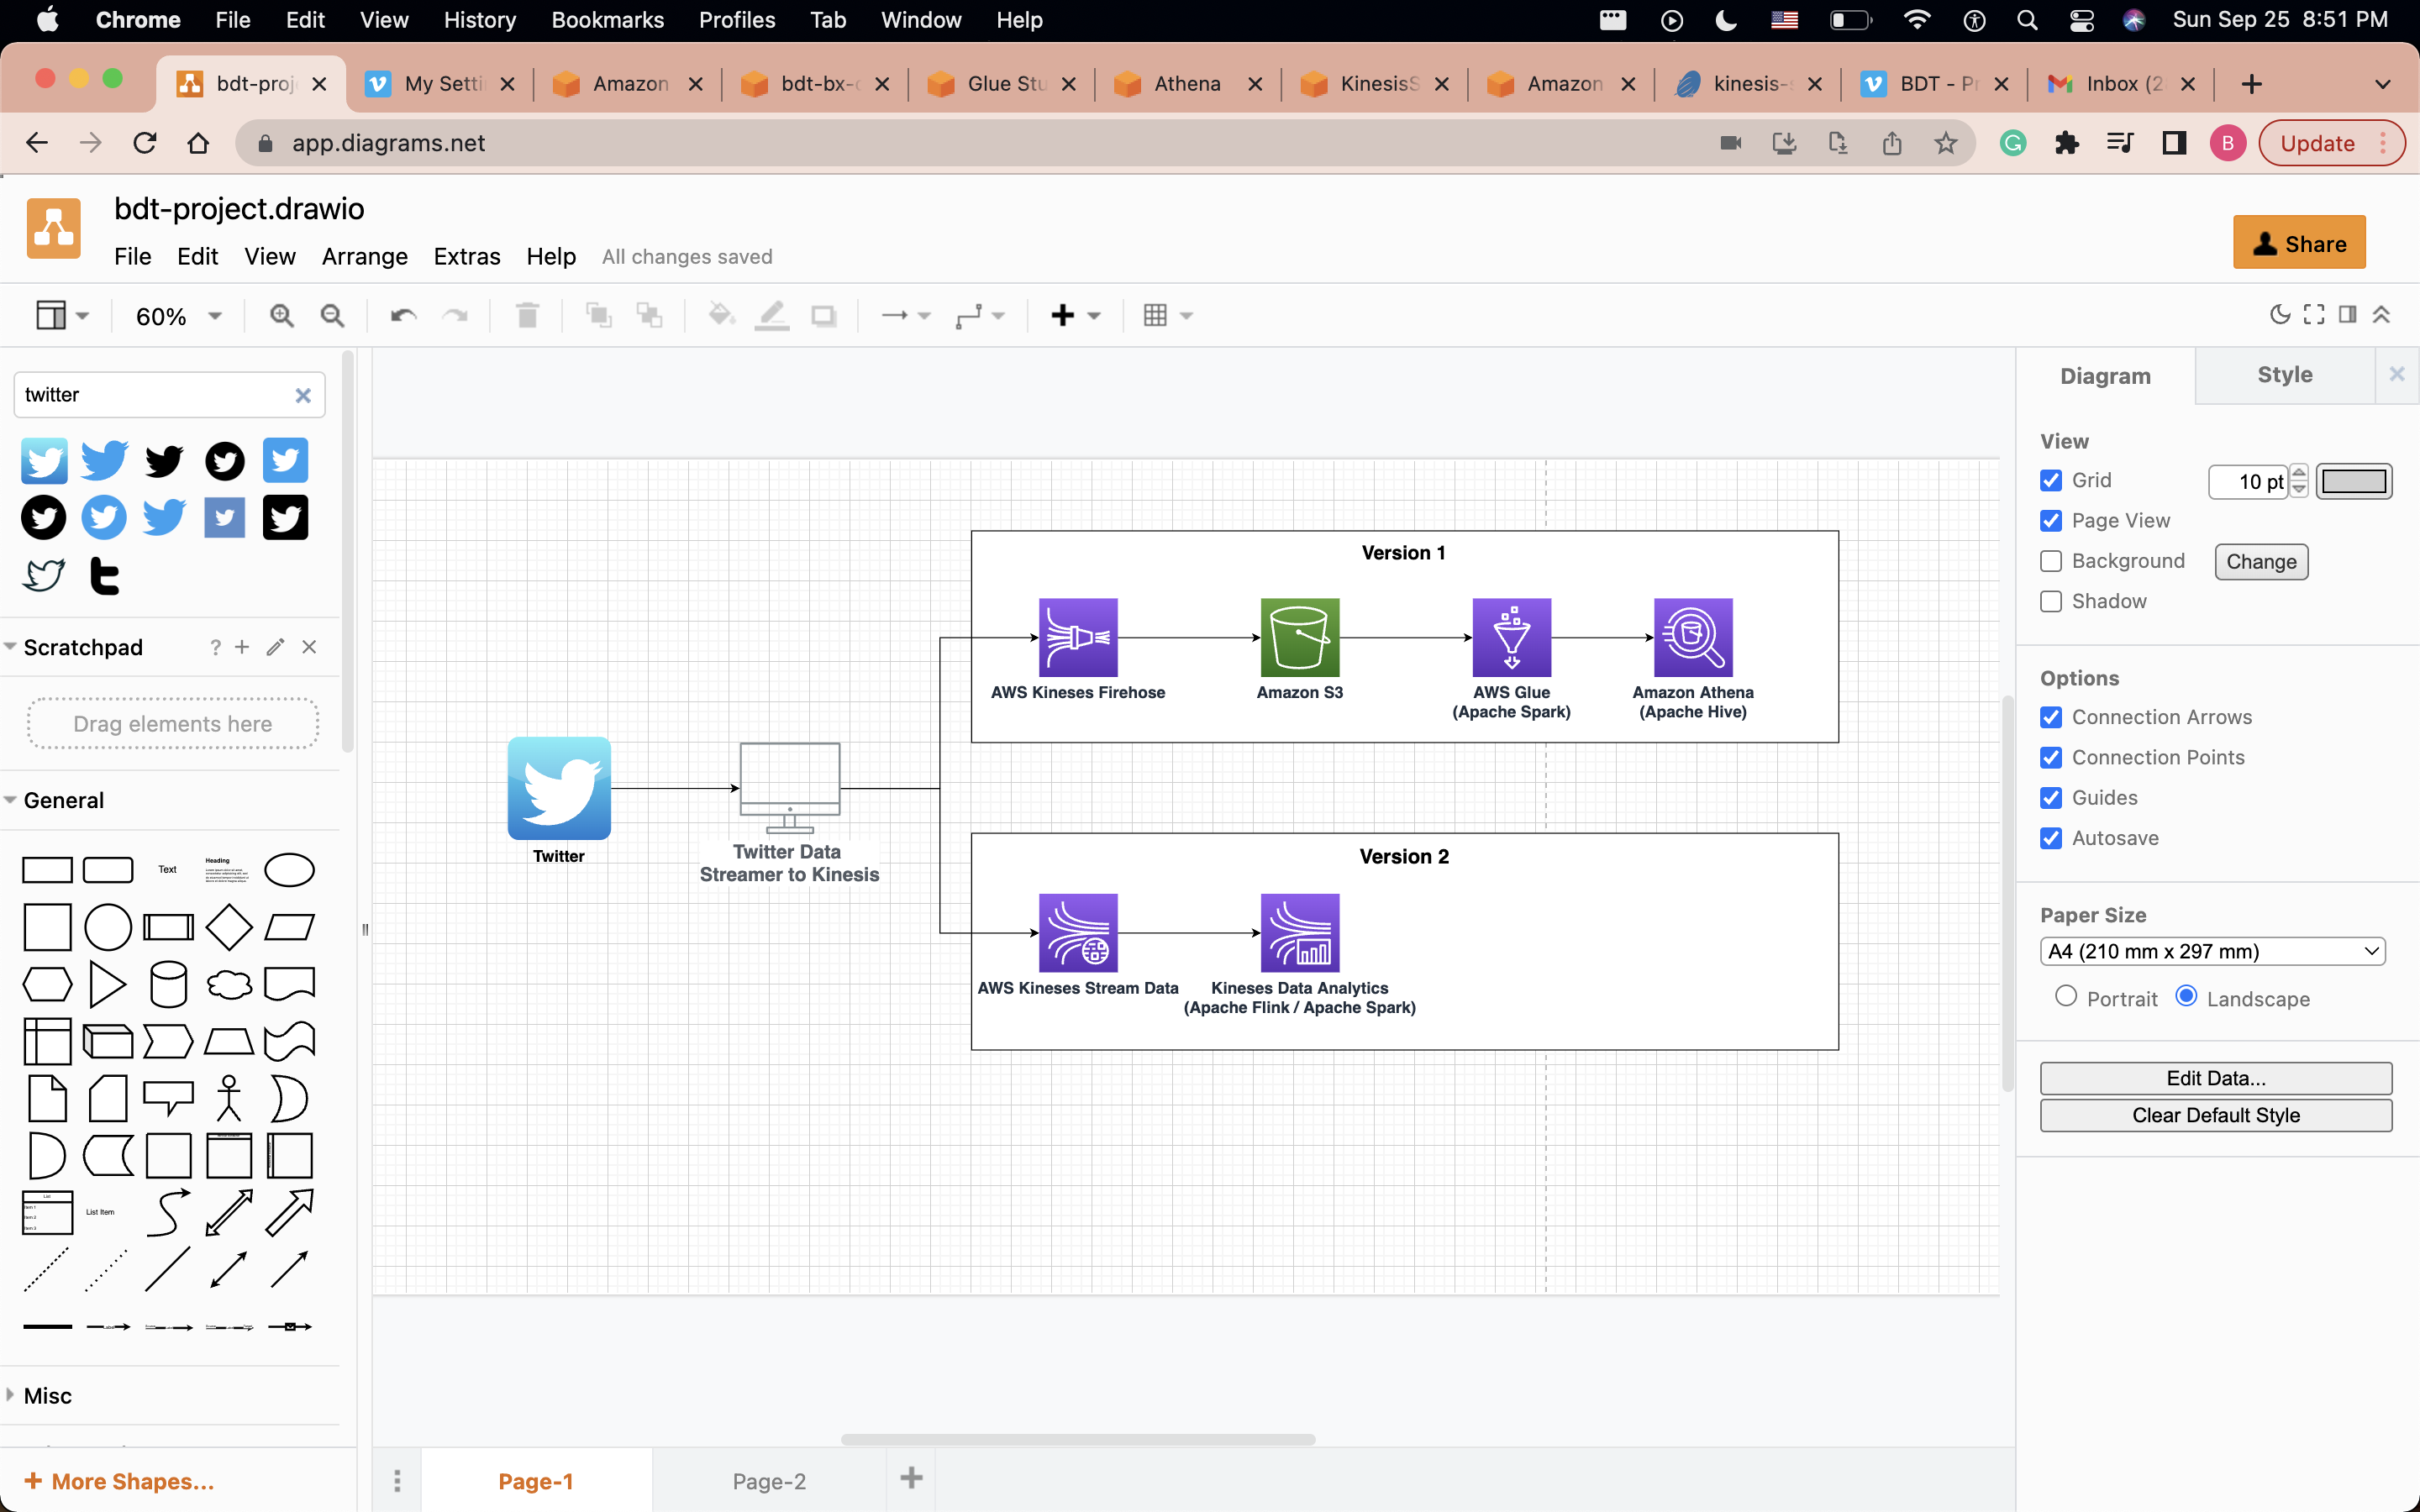 Chrome File Edit View History Bookmarks Profiles Tab Window Help Sun Sep 25 8:51 PM
bdt-proj My Setti Amazon bdt-bx- Glue Stu Athena KinesisS Amazon kinesis- BDT - Pr Inbox (2
app.diagrams.net B Update
bdt-project.drawio
File Edit View Arrange Extras Help All changes saved
Share
60%
twitter
Scratchpad ?
Drag elements here
General
Text
Heading
List
Item 1
Item 2
Item 3
List Item
Misc
+ More Shapes...
Version 1
AWS Kineses Firehose
Amazon S3
AWS Glue
(Apache Spark)
Amazon Athena
(Apache Hive)
Twitter
Twitter Data
Streamer to Kinesis
Version 2
AWS Kineses Stream Data
Kineses Data Analytics
(Apache Flink / Apache Spark)
Page-1 Page-2
Diagram Style
View
Grid 10 pt
Page View
Background Change
Shadow
Options
Connection Arrows
Connection Points
Guides
Autosave
Paper Size
A4 (210 mm x 297 mm)
Portrait Landscape
Edit Data...
Clear Default Style